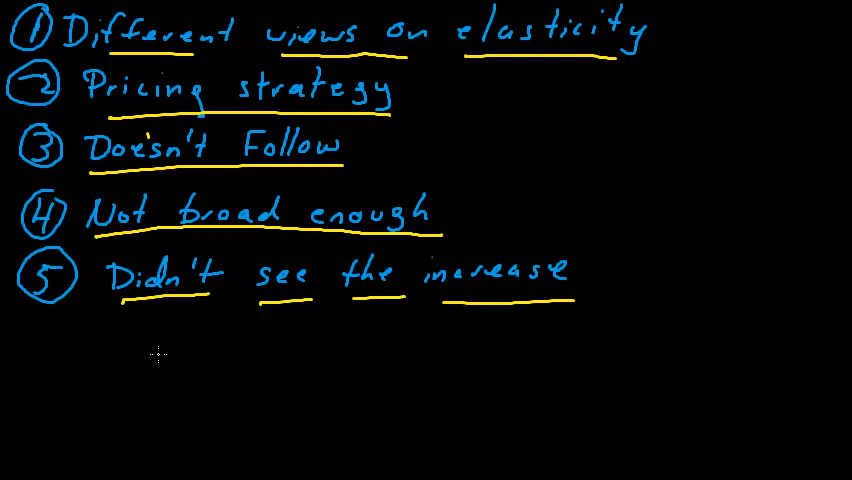 1 Different views on elasticity
2 Pricing strategy
3 Doesn't Follow
4 Not broad enough
5 Didn't see the increase